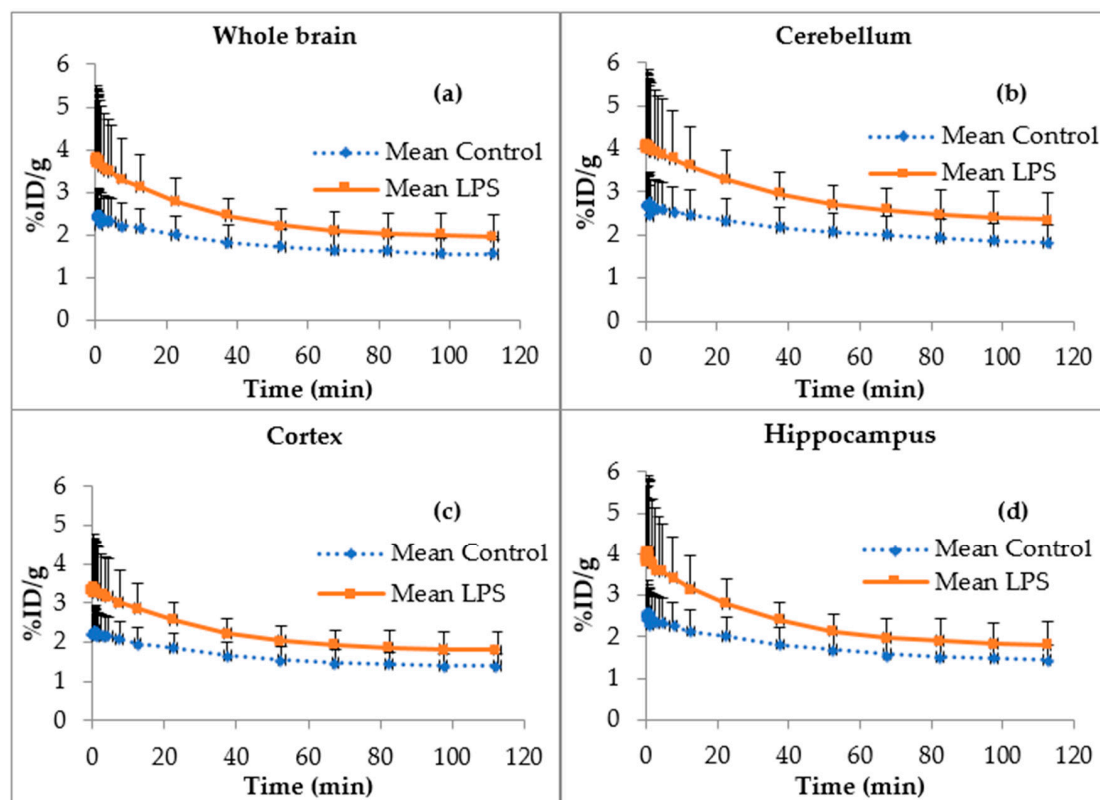 Whole brain
(a)
%ID/g
6
5
4
3
2
1
0
Mean Control
Mean LPS
0 20 40 60 80 100 120
Time (min)
Cerebellum
(b)
%ID/g
6
5
4
3
2
1
0
Mean Control
Mean LPS
0 20 40 60 80 100 120
Time (min)
Cortex
(c)
%ID/g
6
5
4
3
2
1
0
Mean Control
Mean LPS
0 20 40 60 80 100 120
Time (min)
Hippocampus
(d)
%ID/g
6
5
4
3
2
1
0
Mean Control
Mean LPS
0 20 40 60 80 100 120
Time (min)